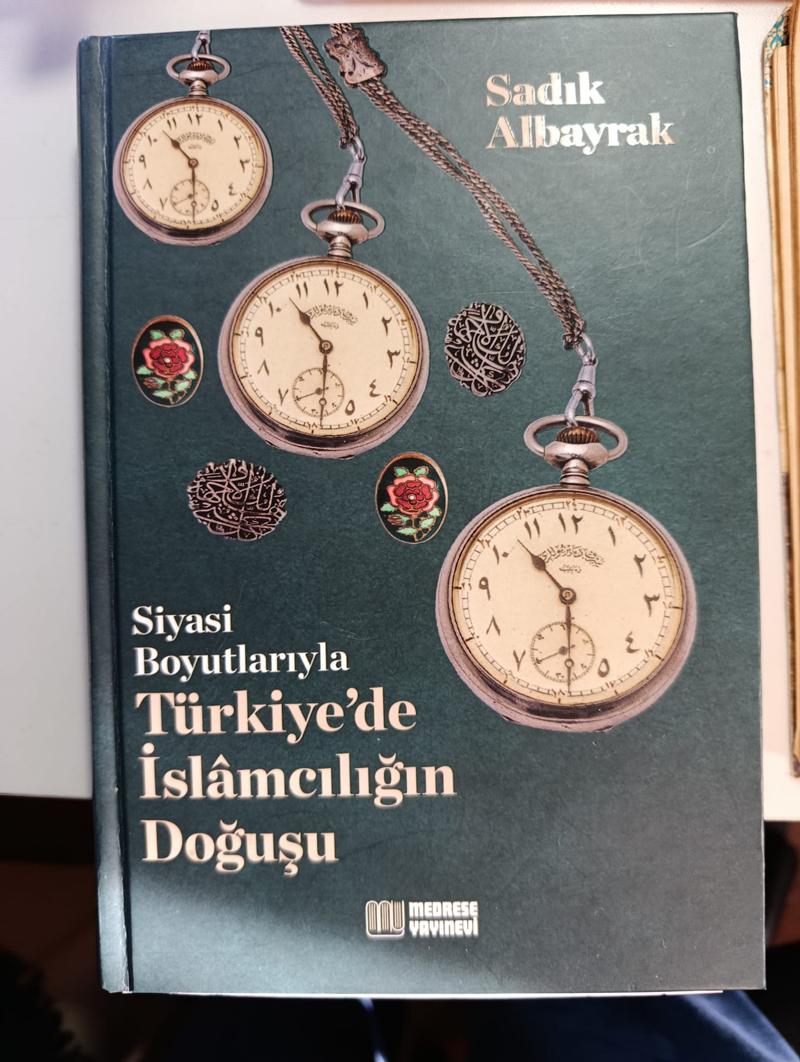 Sadık
Albayrak
Siyasi
Boyutlarıyla
Türkiye'de
İslâmcılığın
Doğuşu
MEDRESE
YAYINEVİ